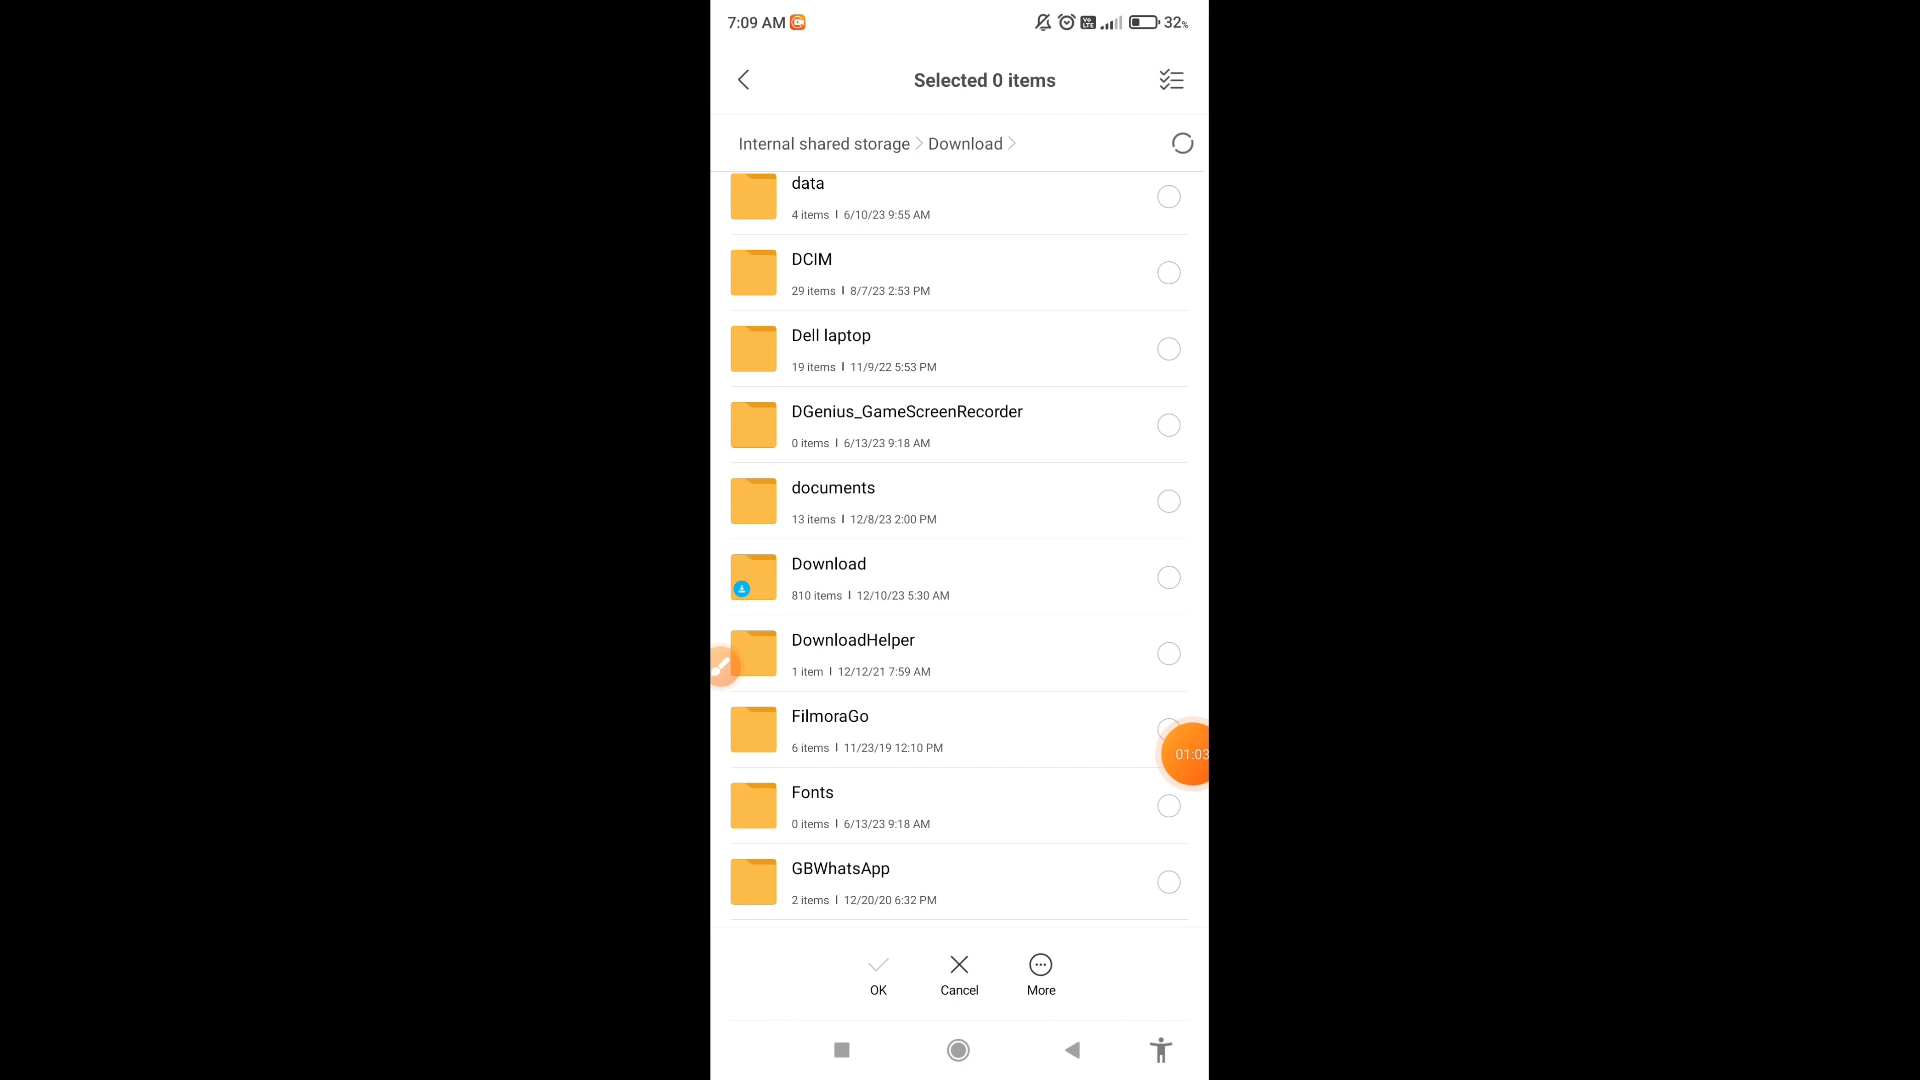 7:09 AM
Vo LTE
32%
Selected 0 items
Internal shared storage > Download >
data
4 items | 6/10/23 9:55 AM
DCIM
29 items | 8/7/23 2:53 PM
Dell laptop
19 items | 11/9/22 5:53 PM
DGenius_GameScreenRecorder
0 items | 6/13/23 9:18 AM
documents
13 items | 12/8/23 2:00 PM
Download
810 items | 12/10/23 5:30 AM
DownloadHelper
1 item | 12/12/21 7:59 AM
FilmoraGo
6 items | 11/23/19 12:10 PM
01:03
Fonts
0 items | 6/13/23 9:18 AM
GBWhatsApp
2 items | 12/20/20 6:32 PM
OK
Cancel
More